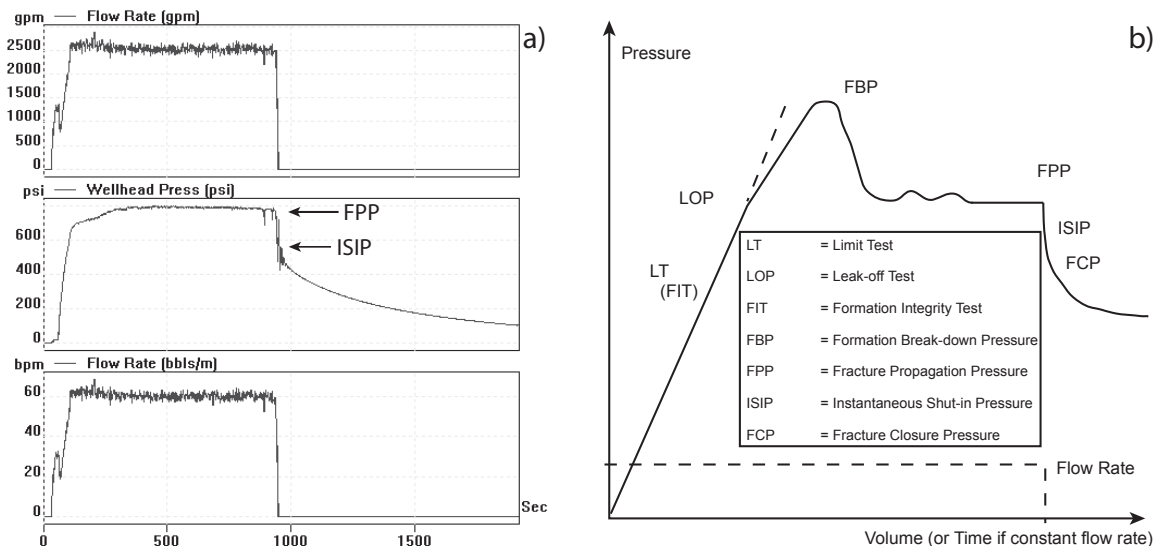 gpm — Flow Rate (gpm)
a)
2500
2000
1500
1000
500
0
psi — Wellhead Press (psi)
FPP
ISIP
600
400
200
0
bpm — Flow Rate (bbls/m)
60
40
20
0
Sec
0 500 1000 1500
b)
Pressure
FBP
LOP
FPP
ISIP
FCP
LT
(FIT)
LT = Limit Test
LOP = Leak-off Test
FIT = Formation Integrity Test
FBP = Formation Break-down Pressure
FPP = Fracture Propagation Pressure
ISIP = Instantaneous Shut-in Pressure
FCP = Fracture Closure Pressure
Flow Rate
Volume (or Time if constant flow rate)